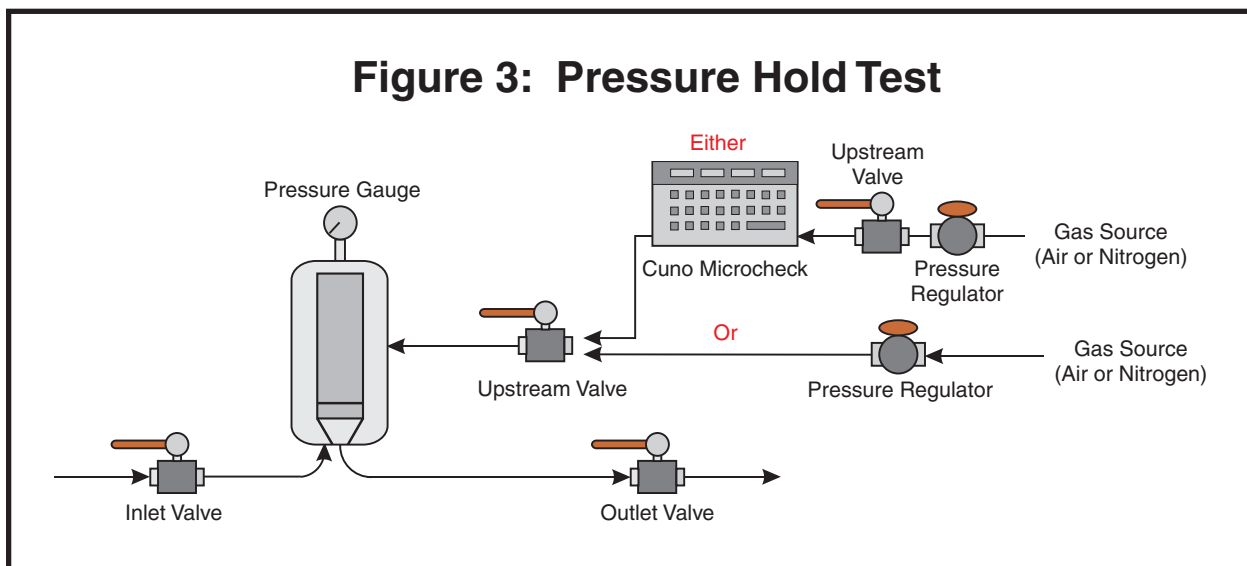 Figure 3: Pressure Hold Test
Either
Upstream
Valve
Pressure Gauge
Gas Source
(Air or Nitrogen)
Cuno Microcheck
Pressure
Regulator
Or
Gas Source
(Air or Nitrogen)
Upstream Valve
Pressure Regulator
Inlet Valve
Outlet Valve